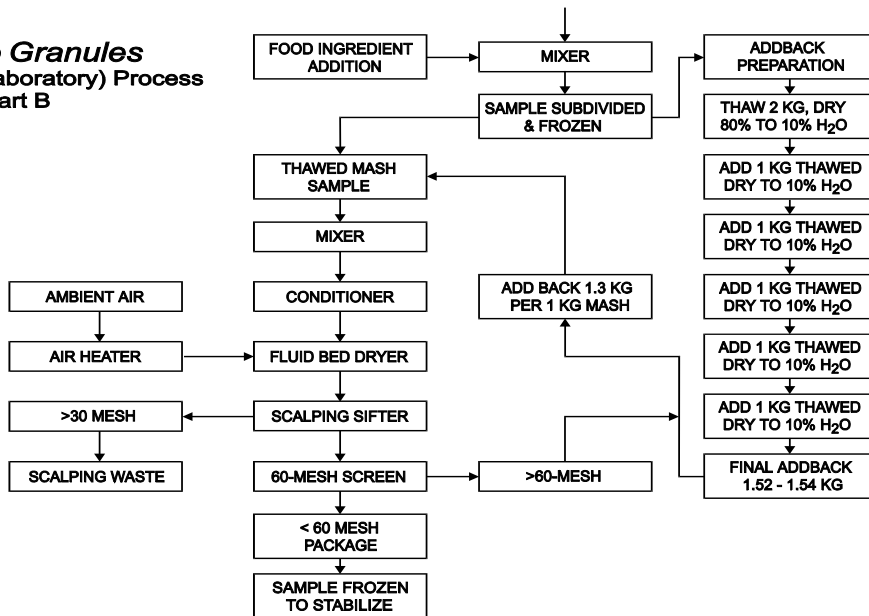 Granules
aboratory) Process
art B
FOOD INGREDIENT
ADDITION
MIXER
ADDBACK
PREPARATION
SAMPLE SUBDIVIDED
& FROZEN
THAW 2 KG, DRY
80% TO 10% H₂O
THAWED MASH
SAMPLE
ADD 1 KG THAWED
DRY TO 10% H₂O
MIXER
ADD 1 KG THAWED
DRY TO 10% H₂O
AMBIENT AIR
CONDITIONER
ADD BACK 1.3 KG
PER 1 KG MASH
ADD 1 KG THAWED
DRY TO 10% H₂O
AIR HEATER
FLUID BED DRYER
ADD 1 KG THAWED
DRY TO 10% H₂O
>30 MESH
SCALPING SIFTER
ADD 1 KG THAWED
DRY TO 10% H₂O
SCALPING WASTE
60-MESH SCREEN
>60-MESH
FINAL ADDBACK
1.52 - 1.54 KG
< 60 MESH
PACKAGE
SAMPLE FROZEN
TO STABILIZE